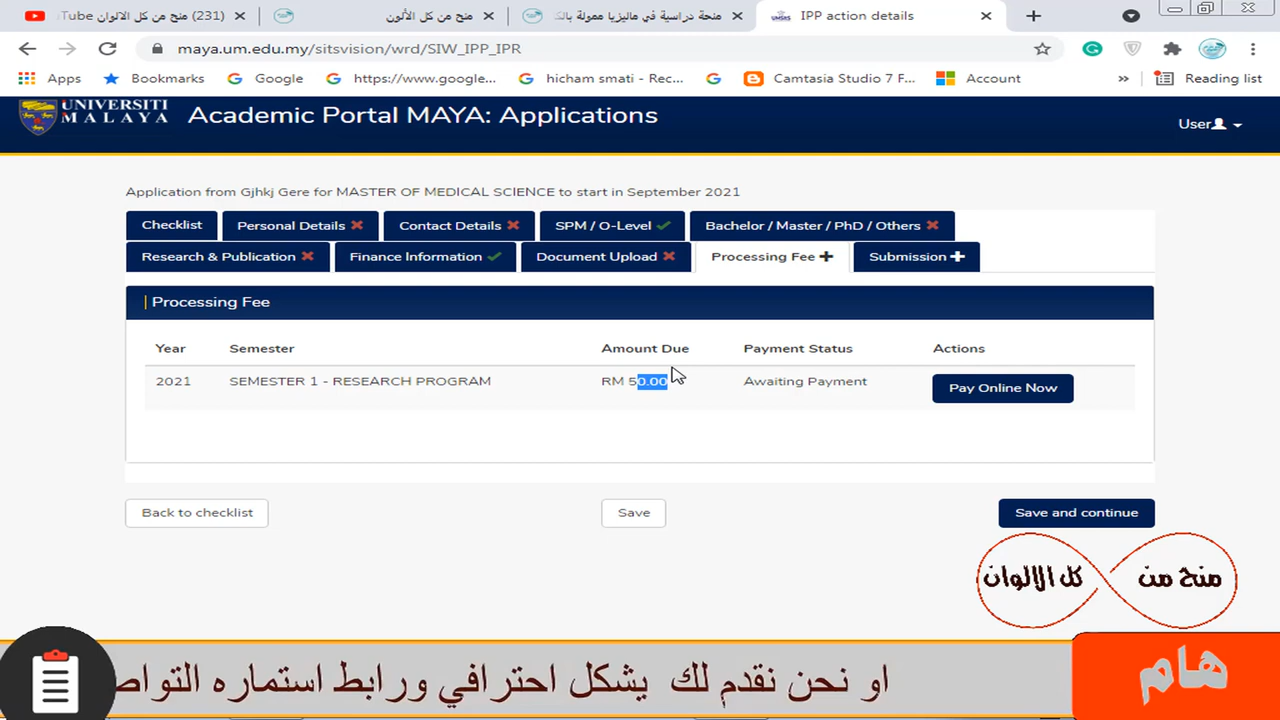 (231) منح من كل الالوان - YouTube
منح من كل الألون
منحة دراسية في ماليزيا ممولة بالك
IPP action details
maya.um.edu.my/sitsvision/wrd/SIW_IPP_IPR
Apps
Bookmarks
Google
https://www.google...
hicham smati - Rec...
Camtasia Studio 7 F...
Account
»
Reading list
UNIVERSITI MALAYA
Academic Portal MAYA: Applications
User
Application from Gjhkj Gere for MASTER OF MEDICAL SCIENCE to start in September 2021
Checklist
Personal Details
Contact Details
SPM / O-Level
Bachelor / Master / PhD / Others
Research & Publication
Finance Information
Document Upload
Processing Fee
Submission
Processing Fee
Year Semester Amount Due Payment Status Actions
2021 SEMESTER 1 - RESEARCH PROGRAM RM 50.00 Awaiting Payment Pay Online Now
Back to checklist
Save
Save and continue
منح من كل الالوان
او نحن نقدم لك يشكل احترافي ورابط استماره التواص
هام